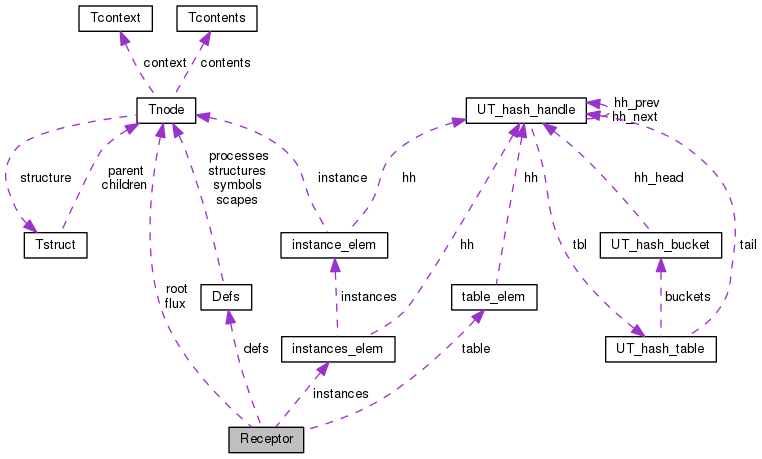 Tcontext
Tcontents
context
contents
Tnode
UT_hash_handle
hh_prev
hh_next
structure
parent
children
processes
structures
symbols
scapes
instance
hh
hh
hh_head
Tstruct
instance_elem
hh
tbl
UT_hash_bucket
tail
root
flux
Defs
instances
table_elem
buckets
defs
instances_elem
table
UT_hash_table
instances
Receptor